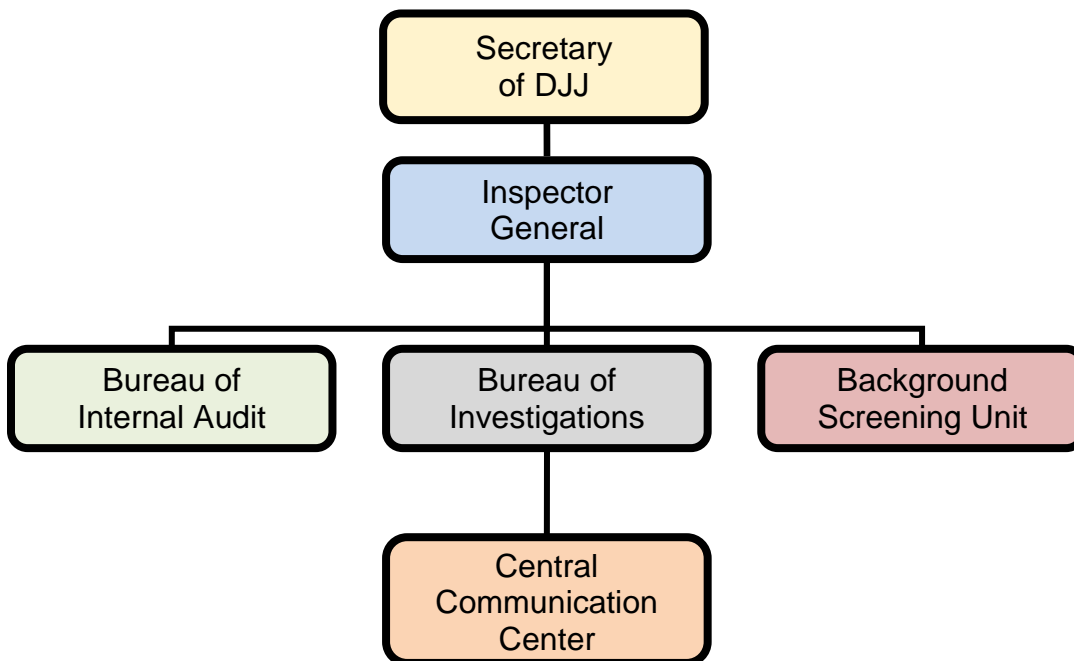 Secretary
of DJJ
Inspector
General
Bureau of
Internal Audit
Bureau of
Investigations
Background
Screening Unit
Central
Communication
Center